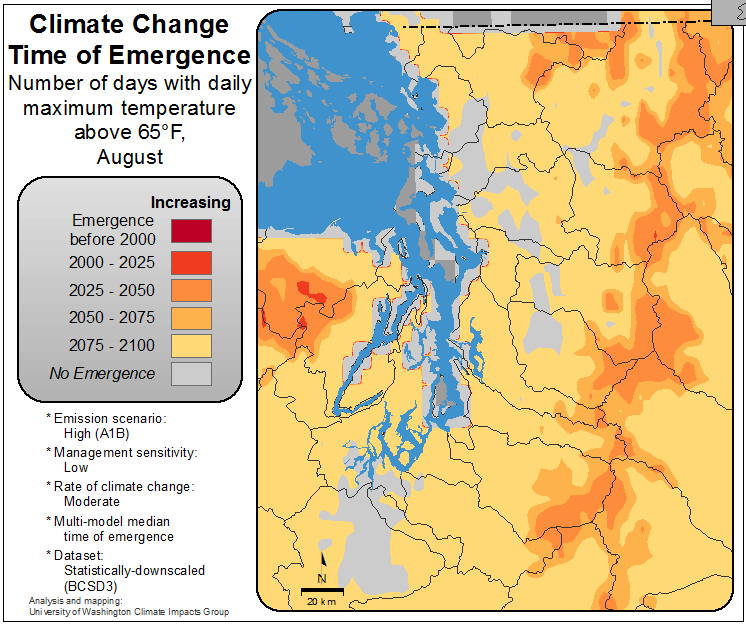 Climate Change
Time of Emergence
Number of days with daily
maximum temperature
above 65°F,
August
Increasing
Emergence
before 2000
2000 - 2025
2025 - 2050
2050 - 2075
2075 - 2100
No Emergence
* Emission scenario:
High (A1B)
* Management sensitivity:
Low
* Rate of climate change:
Moderate
* Multi-model median
time of emergence
* Dataset:
Statistically-downscaled
(BCSD3)
Analysis and mapping:
University of Washington Climate Impacts Group
N
20 km